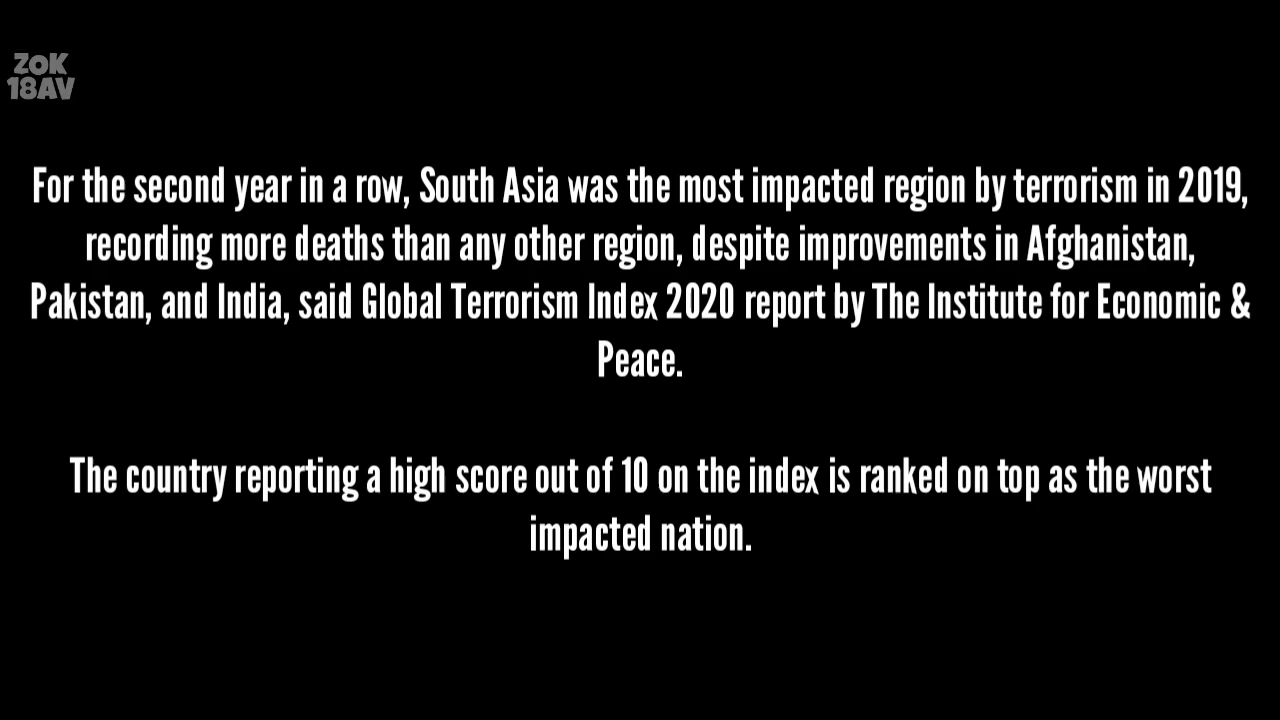 ZOK
18AV
For the second year in a row, South Asia was the most impacted region by terrorism in 2019,
recording more deaths than any other region, despite improvements in Afghanistan,
Pakistan, and India, said Global Terrorism Index 2020 report by The Institute for Economic &
Peace.
The country reporting a high score out of 10 on the index is ranked on top as the worst
impacted nation.